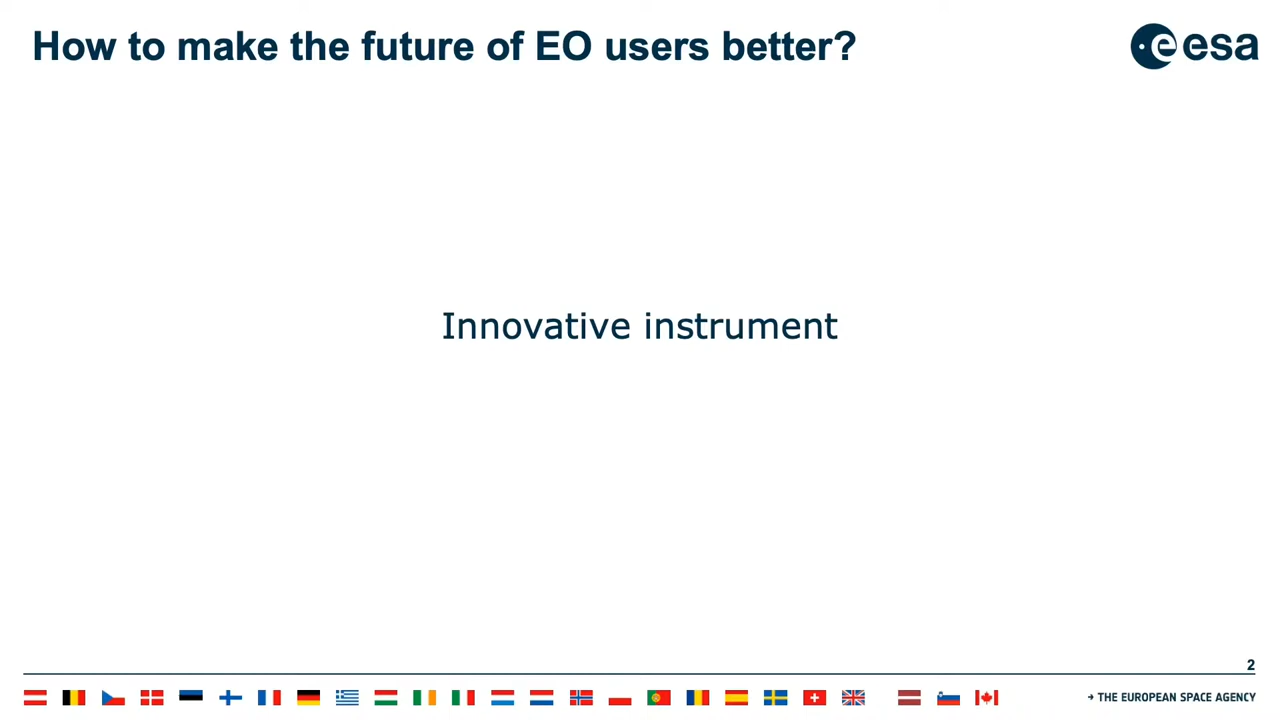 How to make the future of EO users better?
esa
Innovative instrument
2
→ THE EUROPEAN SPACE AGENCY